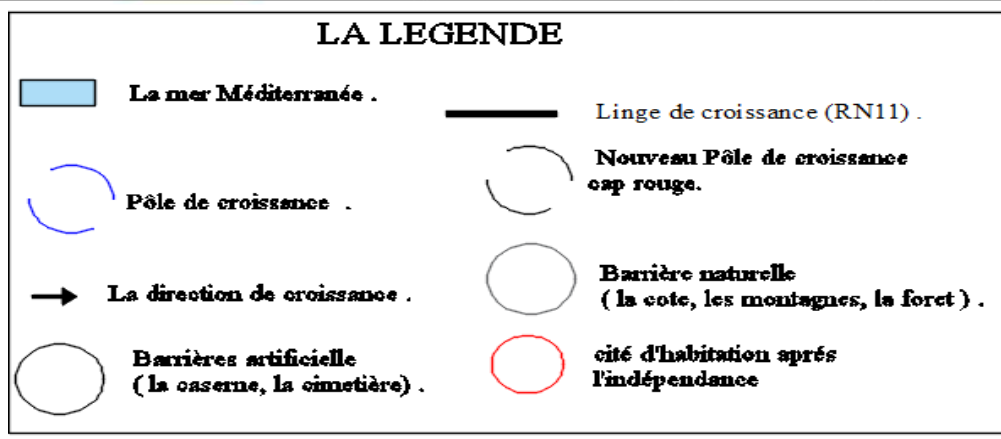 LA LEGENDE
La mer Méditerranée .
Linge de croissance (RN11) .
Pôle de croissance .
Nouveau Pôle de croissance
cap rouge.
La direction de croissance .
Barrière naturelle
( la cote, les montagnes, la foret ) .
Barrières artificielle
( la caserne, la cimetière) .
cité d'habitation aprés
l'indépendance